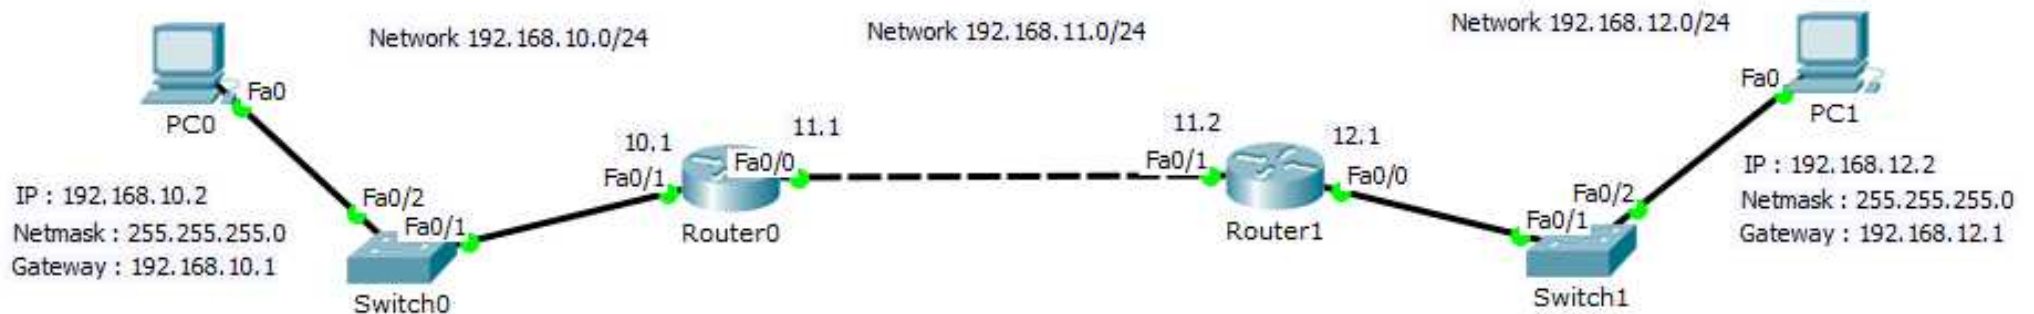 Network 192.168.10.0/24
Network 192.168.11.0/24
Network 192.168.12.0/24
Fa0
PC0
IP : 192.168.10.2
Netmask : 255.255.255.0
Gateway : 192.168.10.1
Fa0/2
Fa0/1
Switch0
10.1
Fa0/1
11.1
Fa0/0
Router0
11.2
Fa0/1
12.1
Fa0/0
Router1
Fa0/1
Fa0/2
Switch1
Fa0
PC1
IP : 192.168.12.2
Netmask : 255.255.255.0
Gateway : 192.168.12.1